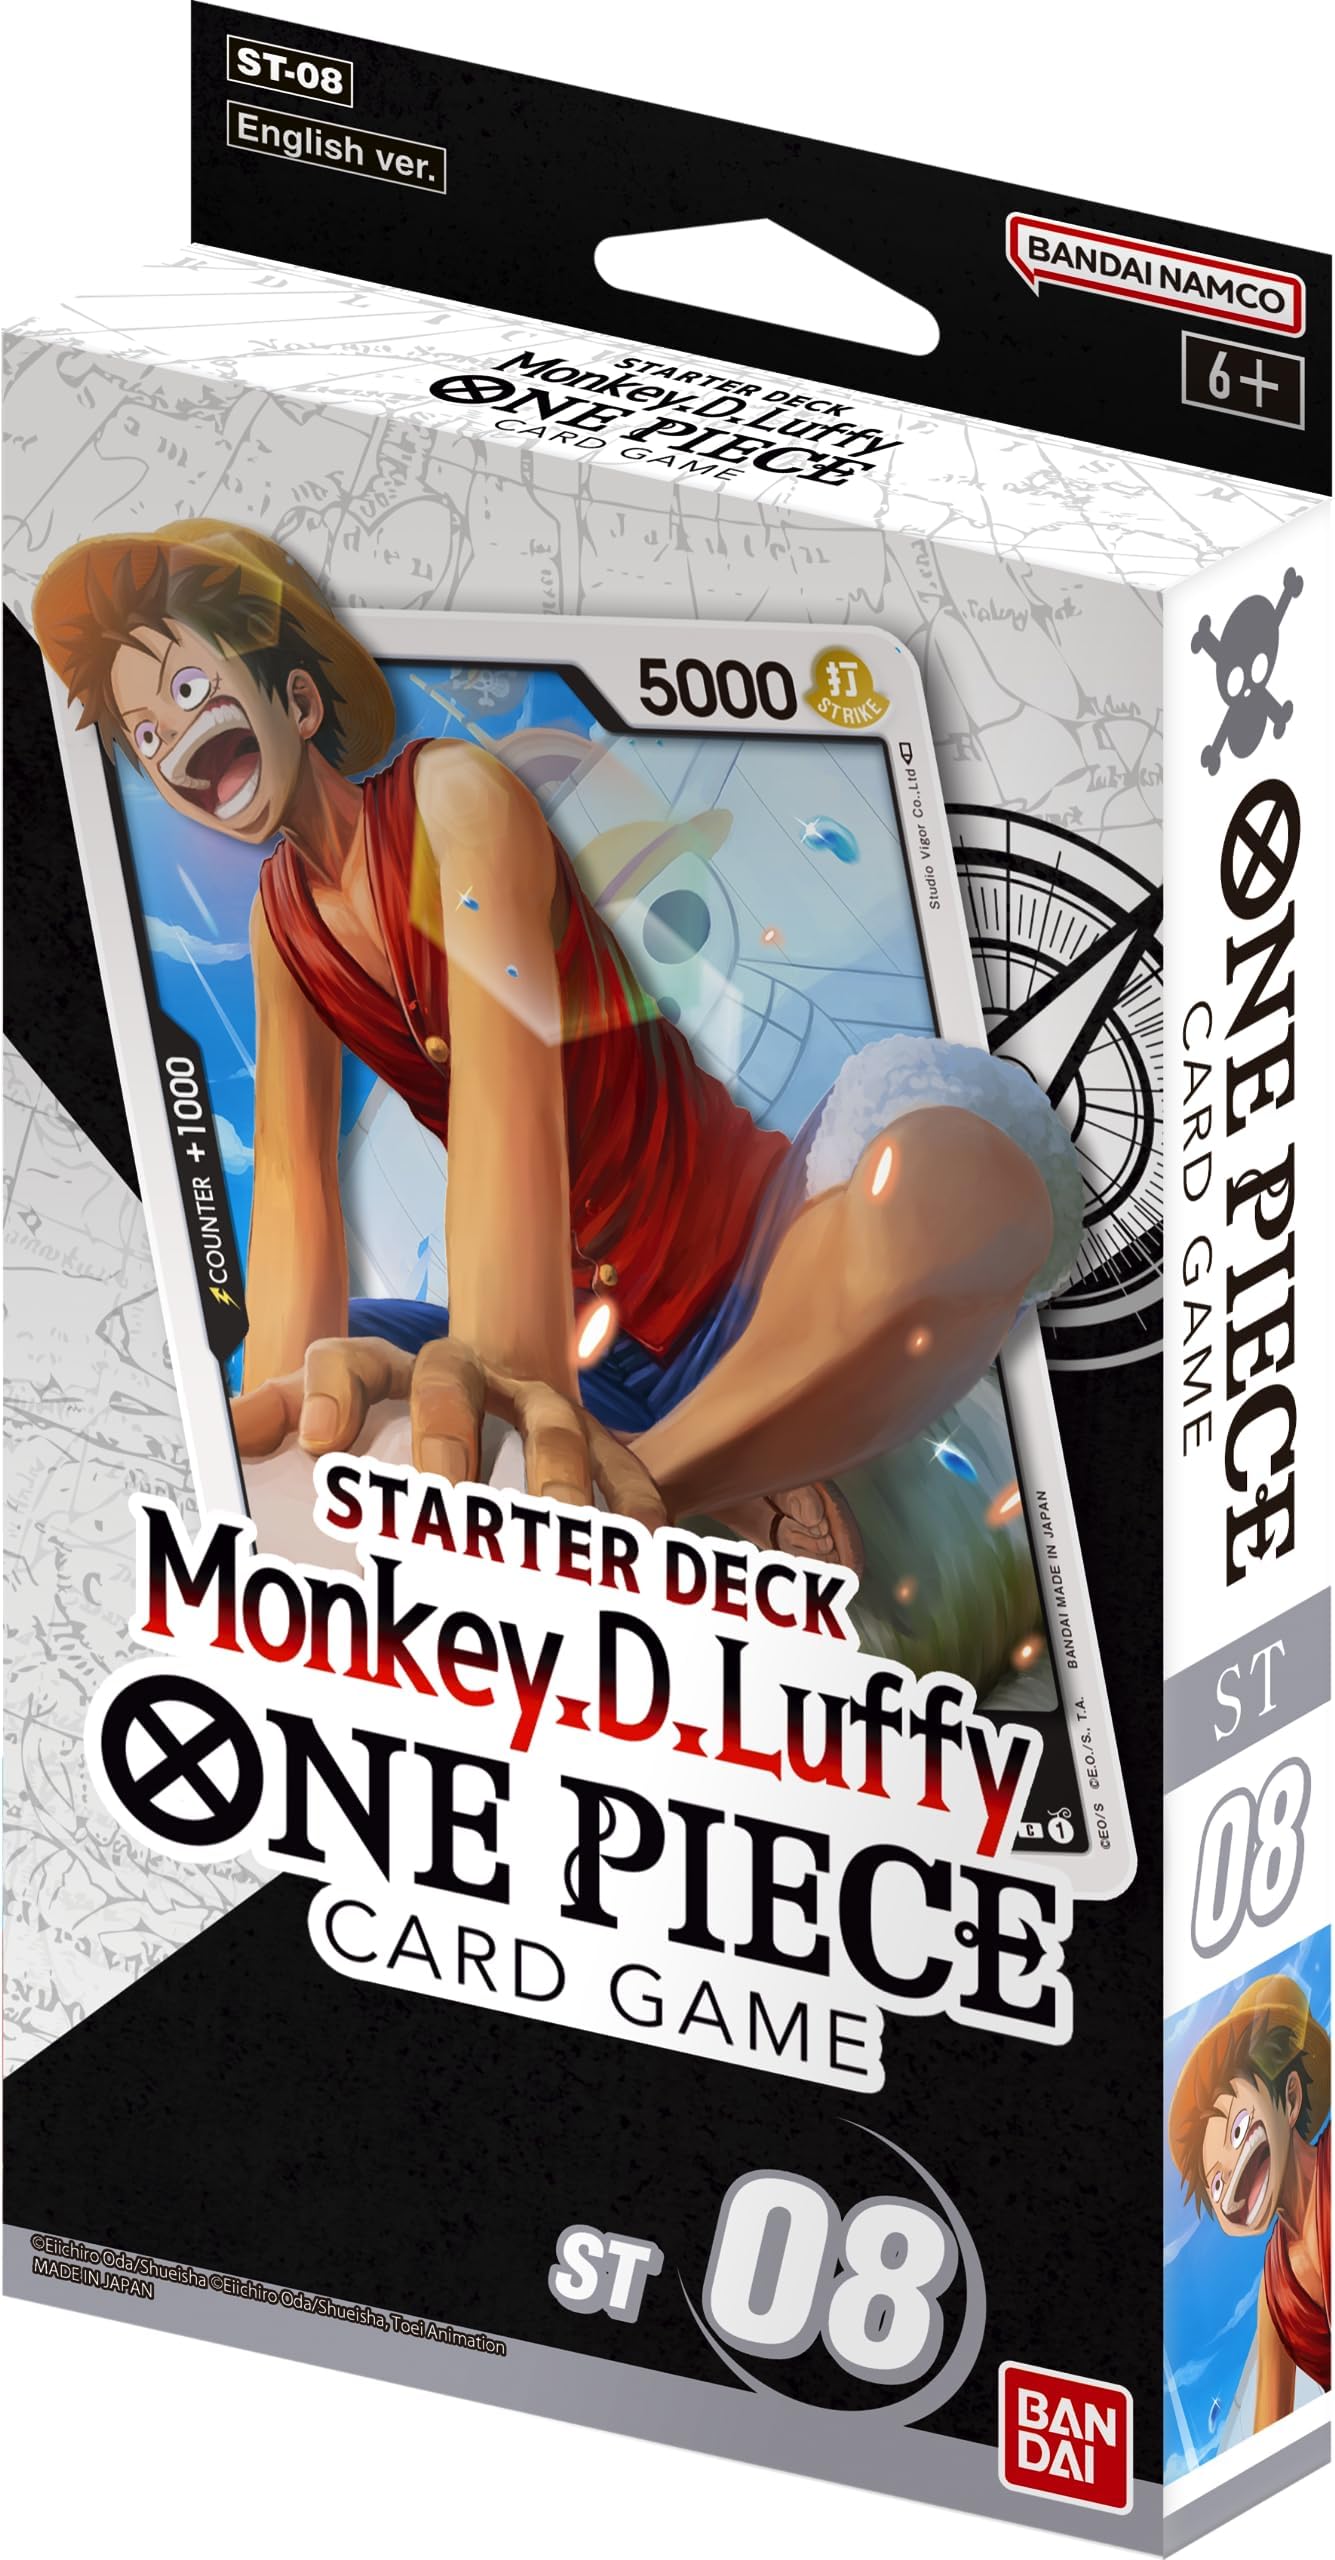 ST-08
English ver.
BANDAI NAMCO
6+
STARTER DECK
Monkey.D.Luffy
ONE PIECE
CARD GAME
5000
打
STRIKE
Studio Vigor Co.,Ltd
COUNTER +1000
BANDAI MADE IN JAPAN
©E.O./S., T.A.
©EO/S
C
1
STARTER DECK
Monkey.D.Luffy
ONE PIECE
CARD GAME
ST 08
©Eiichiro Oda/Shueisha ©Eiichiro Oda/Shueisha, Toei Animation
MADE IN JAPAN
BAN
DAI
ONE PIECE
CARD GAME
ST
08